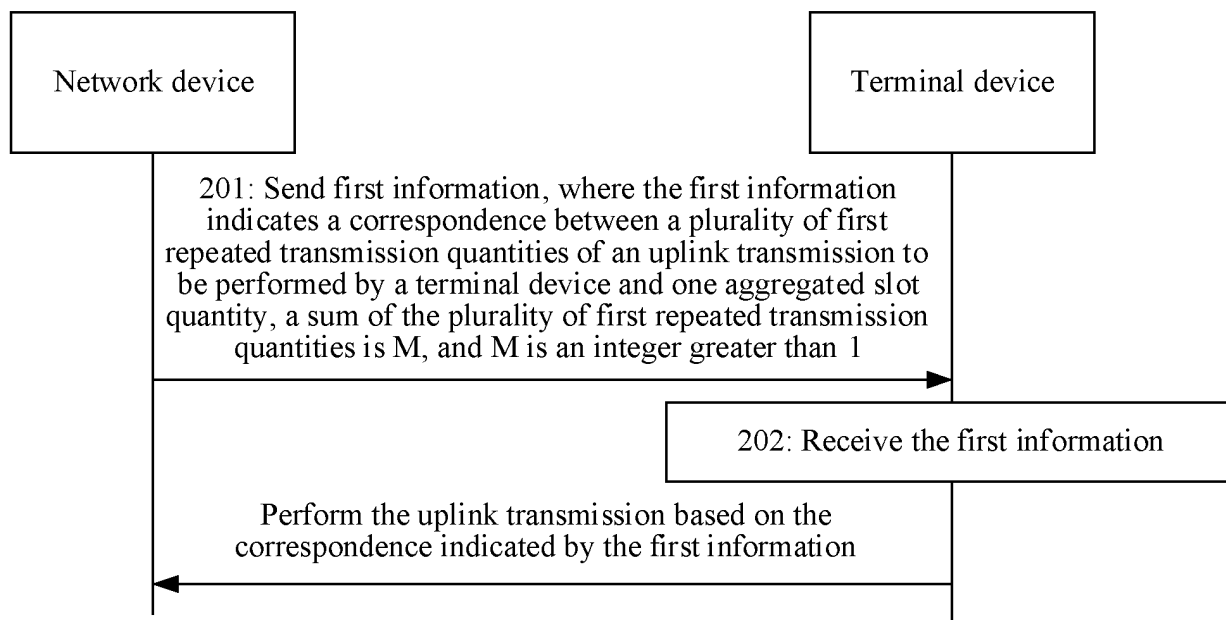 Network device
Terminal device
201: Send first information, where the first information
indicates a correspondence between a plurality of first
repeated transmission quantities of an uplink transmission to
be performed by a terminal device and one aggregated slot
quantity, a sum of the plurality of first repeated transmission
quantities is M, and M is an integer greater than 1
202: Receive the first information
Perform the uplink transmission based on the
correspondence indicated by the first information